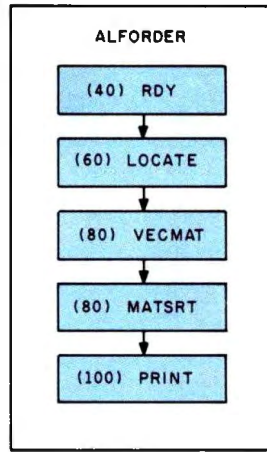 ALFORDER
(40) RDY
(60) LOCATE
(80) VECMAT
(80) MATSRT
(100) PRINT